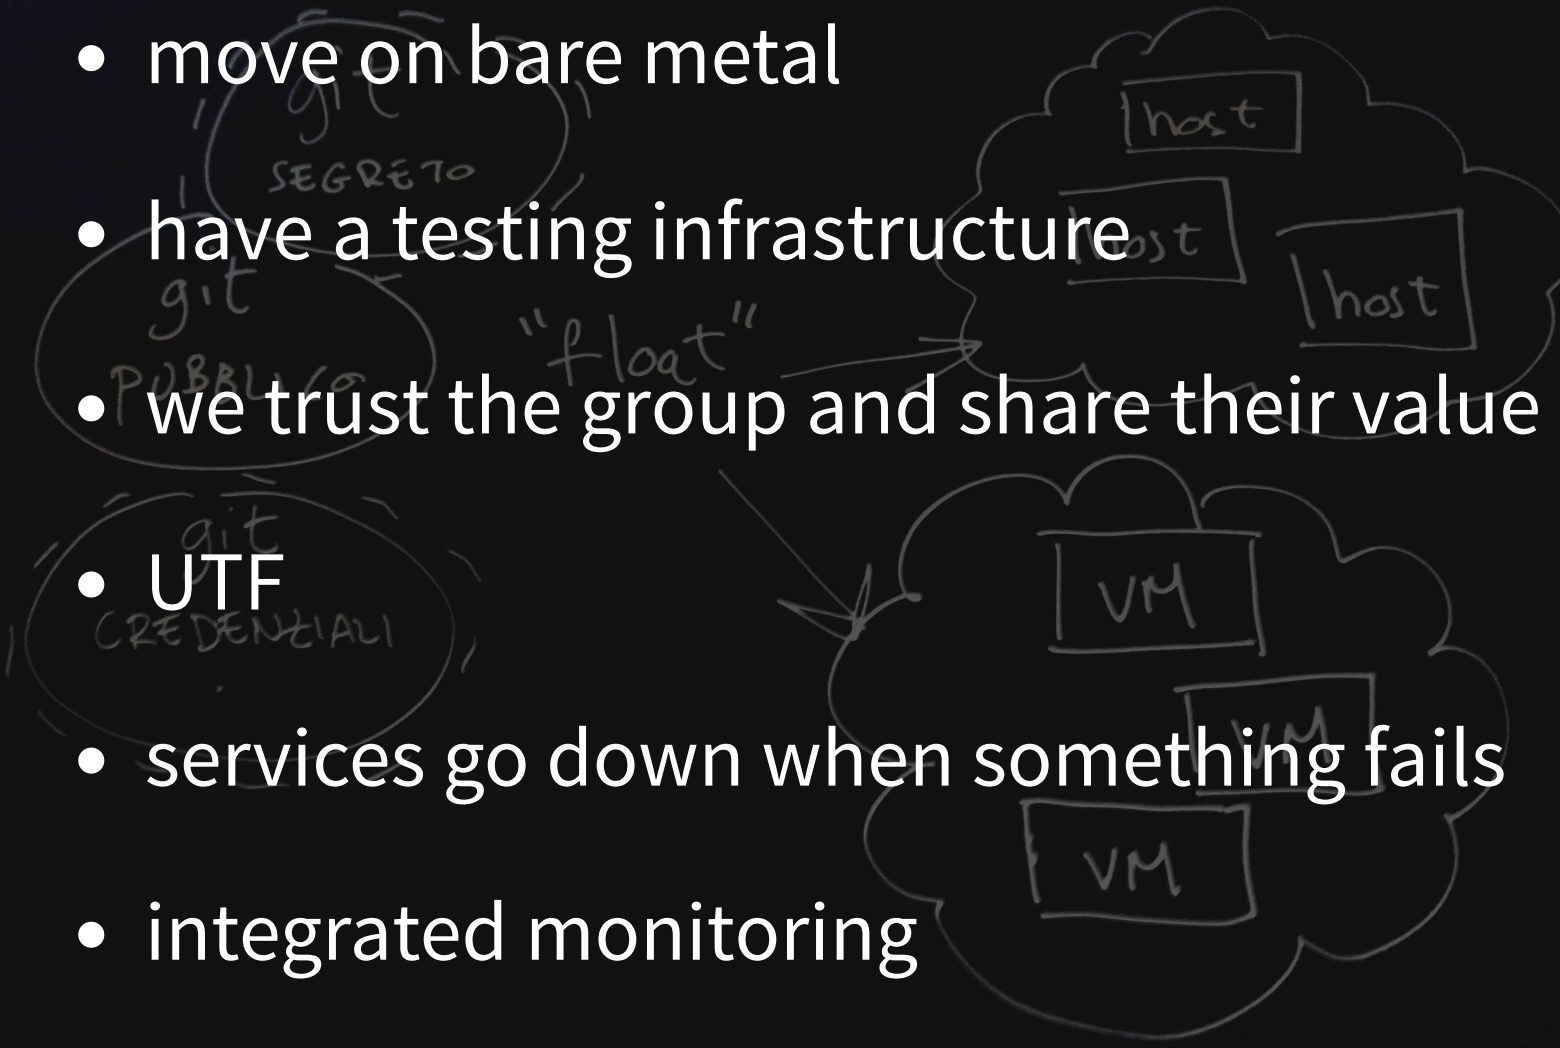 • move on bare metal
• have a testing infrastructure
• we trust the group and share their value
• UTF
• services go down when something fails
• integrated monitoring
git
SEGRETO
git
PUBBLICO
git
CREDENZIALI
"float"
host
host
host
VM
VM
VM